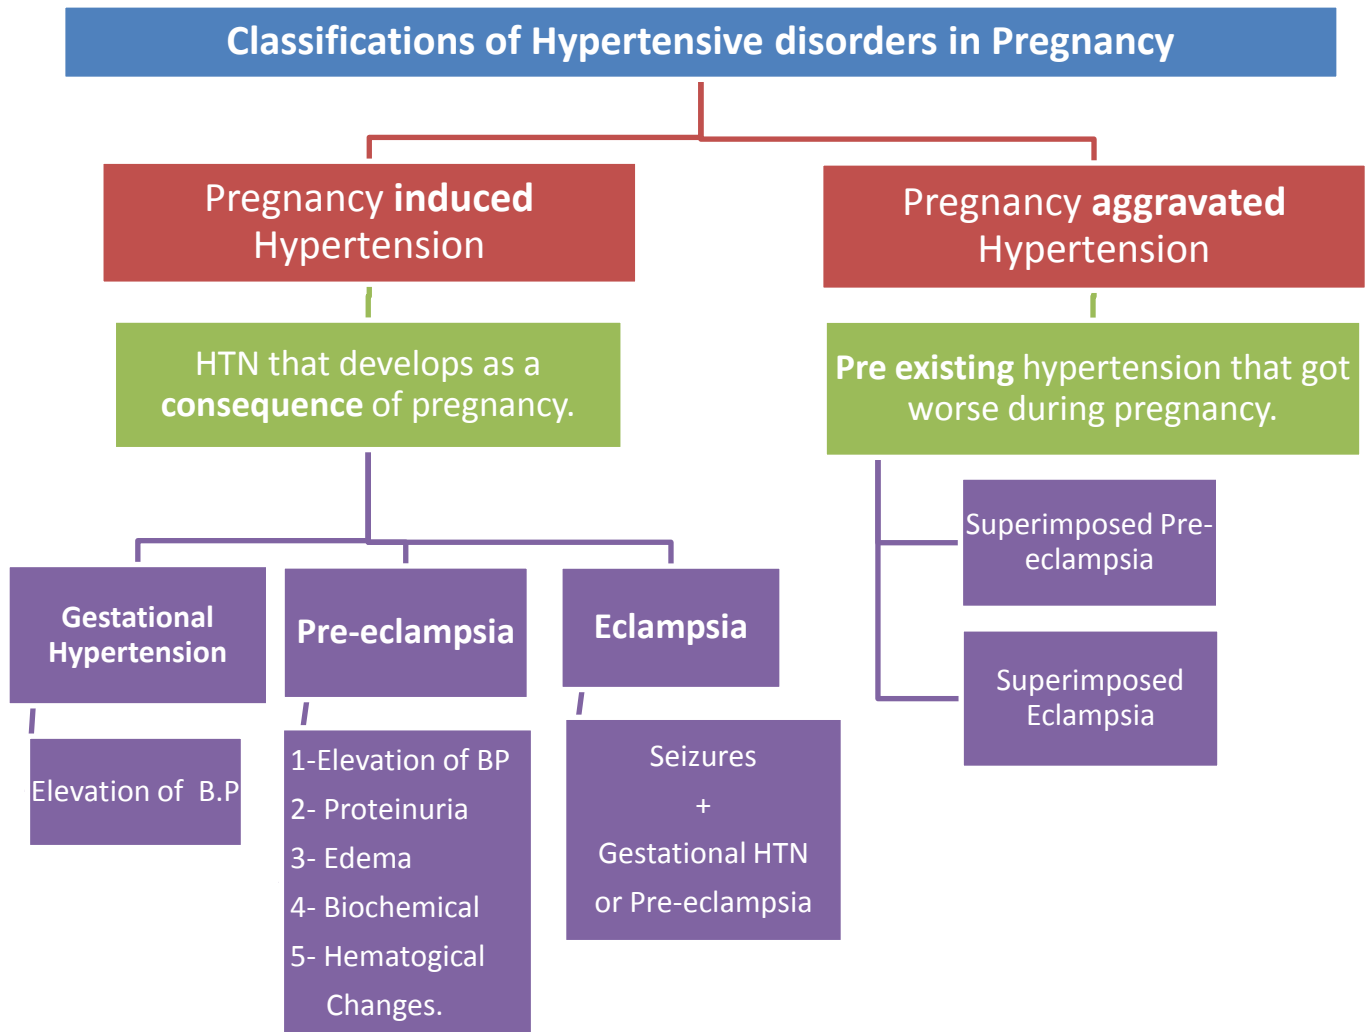 Classifications of Hypertensive disorders in Pregnancy
Pregnancy induced
Hypertension
Pregnancy aggravated
Hypertension
HTN that develops as a
consequence of pregnancy.
Pre existing hypertension that got
worse during pregnancy.
Gestational
Hypertension
Pre-eclampsia
Eclampsia
Superimposed Pre-
eclampsia
Superimposed
Eclampsia
Elevation of B.P
1-Elevation of BP
2- Proteinuria
3- Edema
4- Biochemical
5- Hematogical
Changes.
Seizures
+
Gestational HTN
or Pre-eclampsia